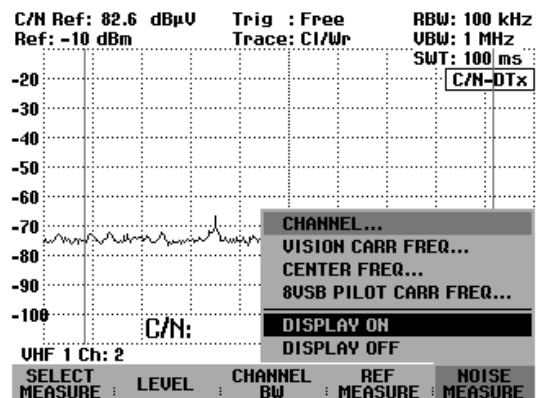 C/N Ref: 82.6 dBµV Trig : Free RBW: 100 kHz
Ref: -10 dBm Trace: Cl/Wr VBW: 1 MHz
SWT: 100 ms
C/N-DTx
-20
-30
-40
-50
-60
-70
-80
-90
-100
CHANNEL...
VISION CARR FREQ...
CENTER FREQ...
8VSB PILOT CARR FREQ...
DISPLAY ON
DISPLAY OFF
C/N:
VHF 1 Ch: 2
SELECT MEASURE
LEVEL
CHANNEL BW
REF MEASURE
NOISE MEASURE